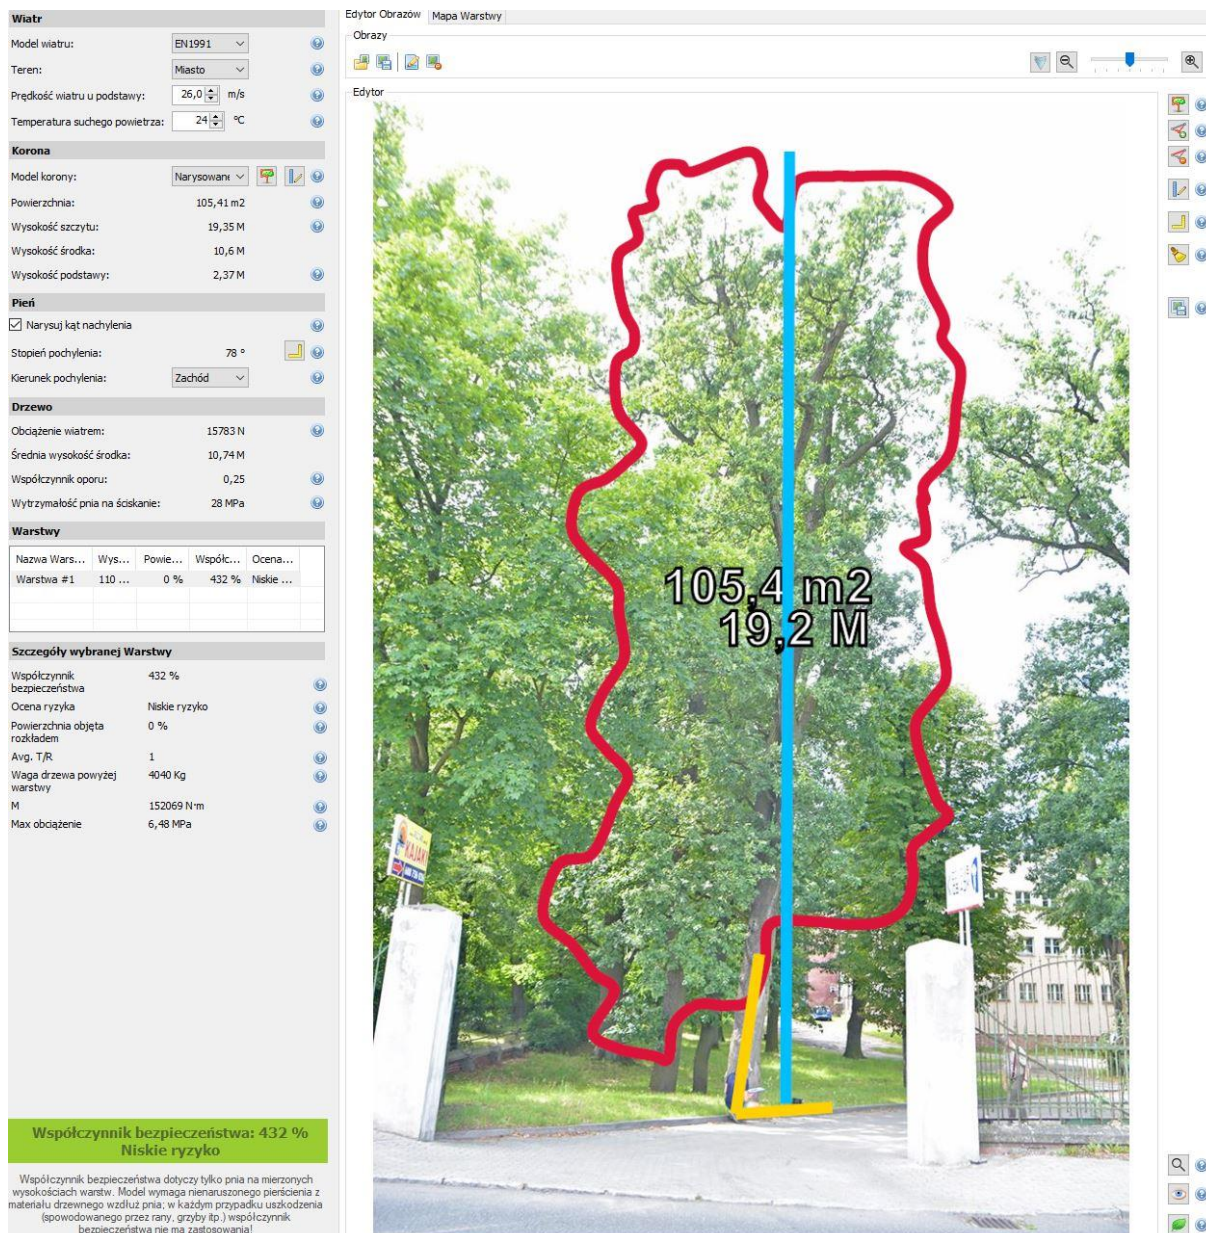 Wiatr
Model wiatru: EN1991
Teren: Miasto
Prędkość wiatru u podstawy: 26,0 m/s
Temperatura suchego powietrza: 24 °C
Korona
Model korony: Narysowane
Powierzchnia: 105,41 m2
Wysokość szczytu: 19,35 M
Wysokość środka: 10,6 M
Wysokość podstawy: 2,37 M
Pień
Narysuj kąt nachylenia
Stopień pochylenia: 78 °
Kierunek pochylenia: Zachód
Drzewo
Obciążenie wiatrem: 15783 N
Średnia wysokość środka: 10,74 M
Współczynnik oporu: 0,25
Wytrzymałość pnia na ściskanie: 28 MPa
Warstwy
Nazwa Wars... Wys... Powie... Współc... Ocena...
Warstwa #1 110 ... 0 % 432 % Niskie ...
Szczegóły wybranej Warstwy
Współczynnik bezpieczeństwa 432 %
Ocena ryzyka Niskie ryzyko
Powierzchnia objęta rozkładem 0 %
Avg. T/R 1
Waga drzewa powyżej warstwy 4040 Kg
M 152069 N·m
Max obciążenie 6,48 MPa
Współczynnik bezpieczeństwa: 432 %
Niskie ryzyko
Współczynnik bezpieczeństwa dotyczy tylko pnia na mierzonych
wysokościach warstw. Model wymaga nienaruszonego pierścienia z
materiału drzewnego wzdłuż pnia; w każdym przypadku uszkodzenia
(spowodowanego przez rany, grzyby itp.) współczynnik
bezpieczeństwa nie ma zastosowania!
Edytor Obrazów Mapa Warstwy
Obrazy
Edytor
105,4 m2
19,2 M
KAJAKI